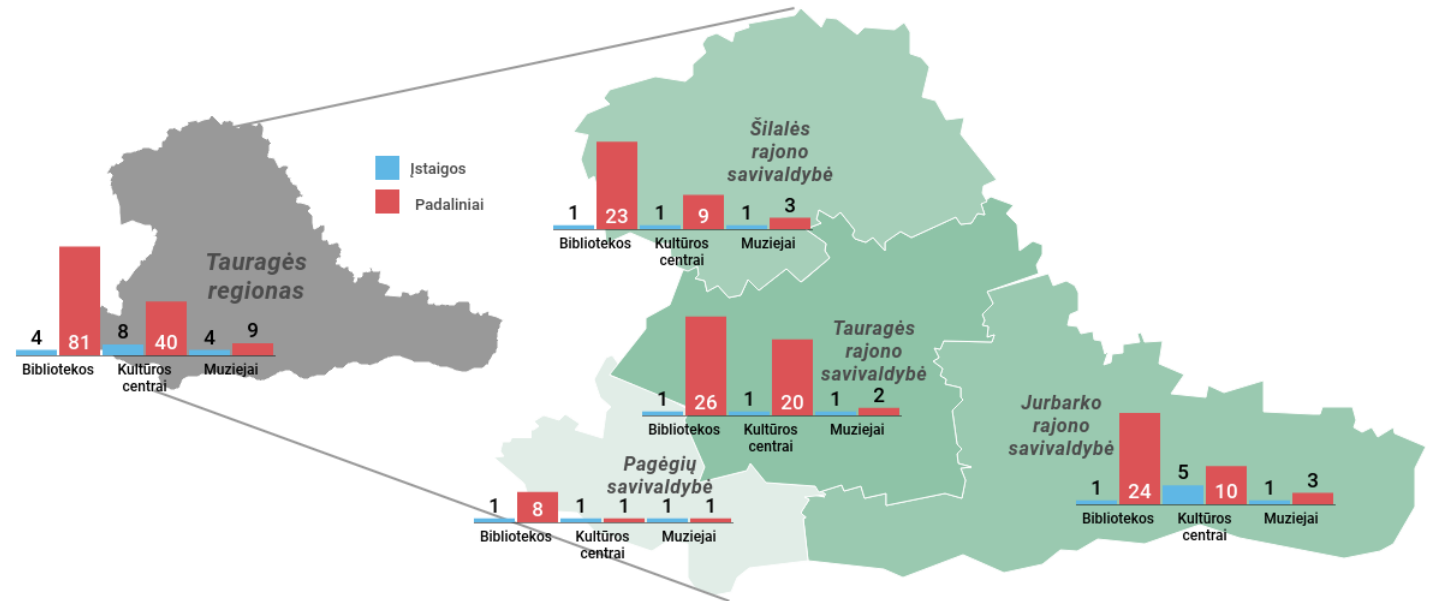 Įstaigos
Padaliniai
Tauragės
regionas
4 81 8 40 4 9
Bibliotekos Kultūros Muziejai
centrai
Šilalės
rajono
savivaldybė
1 23 1 9 1 3
Bibliotekos Kultūros Muziejai
centrai
Tauragės
rajono
savivaldybė
1 26 1 20 1 2
Bibliotekos Kultūros Muziejai
centrai
Jurbarko
rajono
savivaldybė
1 24 5 10 1 3
Bibliotekos Kultūros Muziejai
centrai
Pagėgių
savivaldybė
1 8 1 1 1 1
Bibliotekos Kultūros Muziejai
centrai